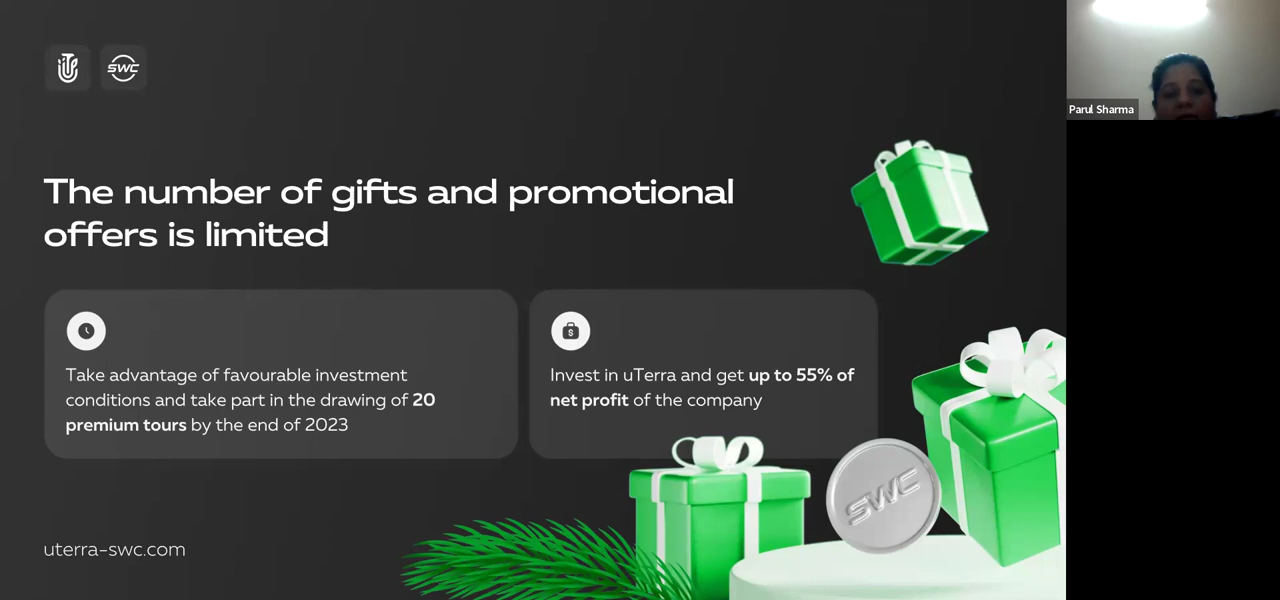 SWC
The number of gifts and promotional
offers is limited
Take advantage of favourable investment
conditions and take part in the drawing of 20
premium tours by the end of 2023
Invest in uTerra and get up to 55% of
net profit of the company
SWC
uterra-swc.com
Parul Sharma